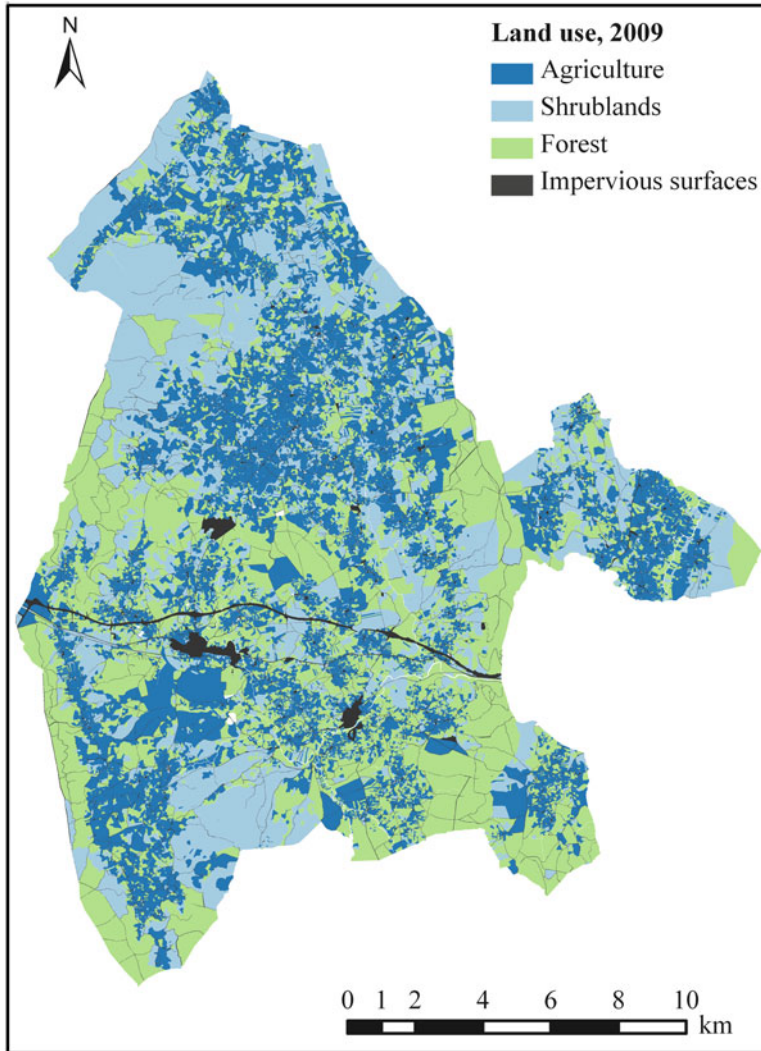 N
Land use, 2009
Agriculture
Shrublands
Forest
Impervious surfaces
0 1 2 4 6 8 10
km